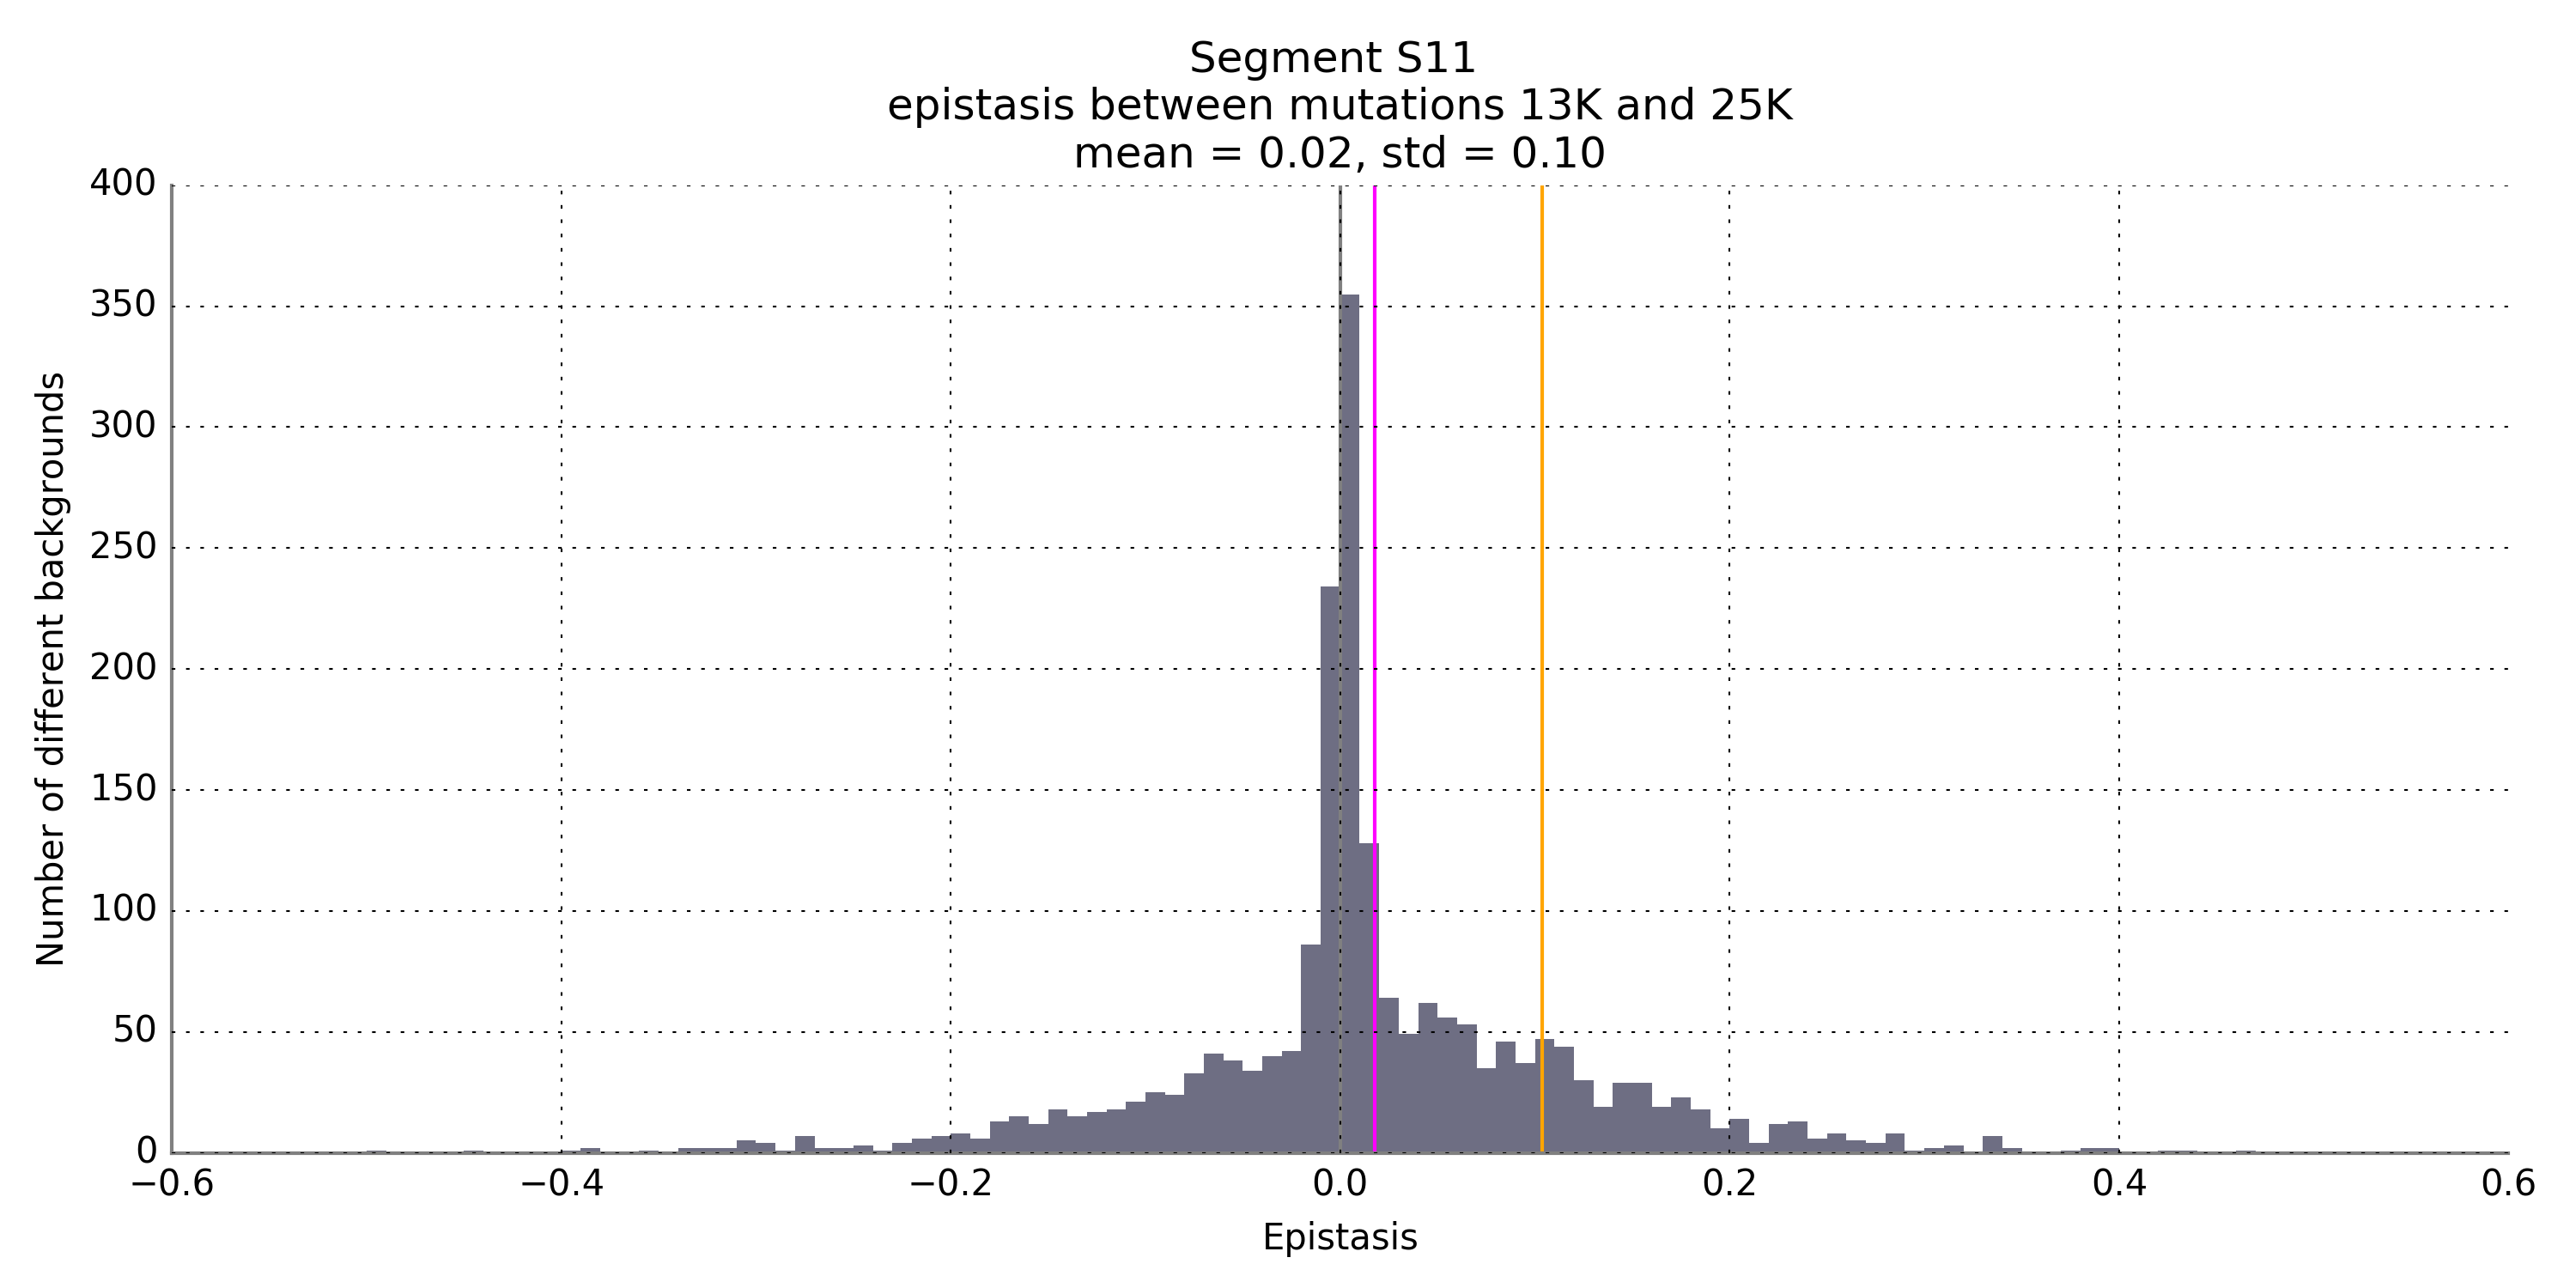 Segment S11
epistasis between mutations 13K and 25K
mean = 0.02, std = 0.10
400
350
300
250
200
150
100
50
0
Number of different backgrounds
−0.6 −0.4 −0.2 0.0 0.2 0.4 0.6
Epistasis